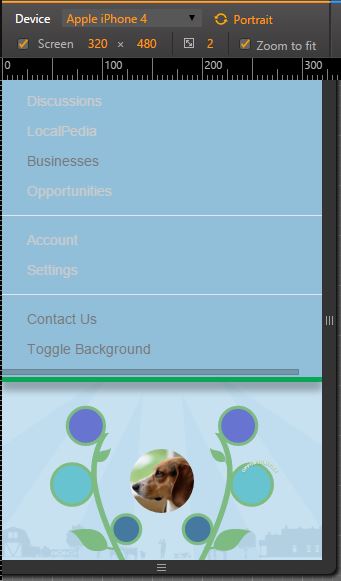 Device Apple iPhone 4 Portrait
Screen 320 × 480 2 Zoom to fit
0 100 200 300
Discussions
LocalPedia
Businesses
Opportunities
Account
Settings
Contact Us
Toggle Background